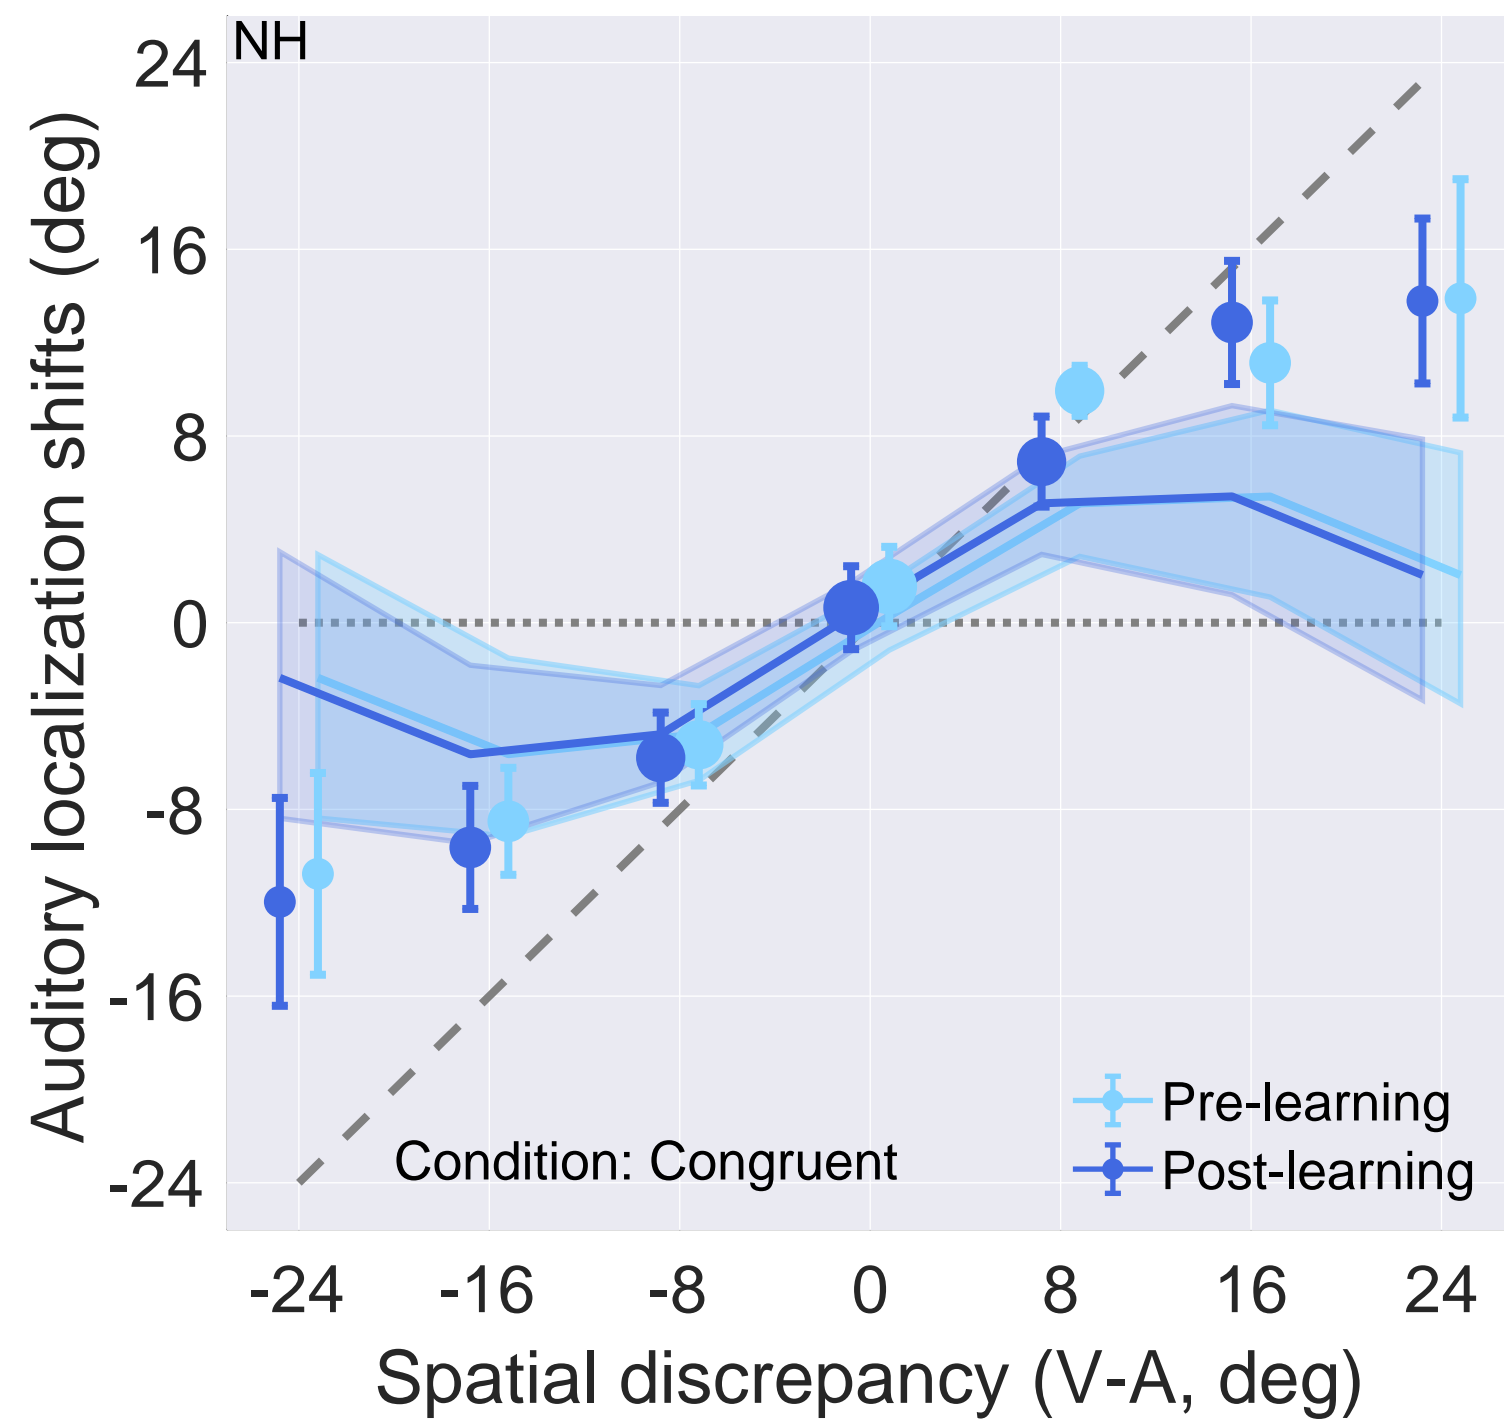 NH
24
16
8
0
-8
-16
-24
Auditory localization shifts (deg)
Condition: Congruent
Pre-learning
Post-learning
-24 -16 -8 0 8 16 24
Spatial discrepancy (V-A, deg)